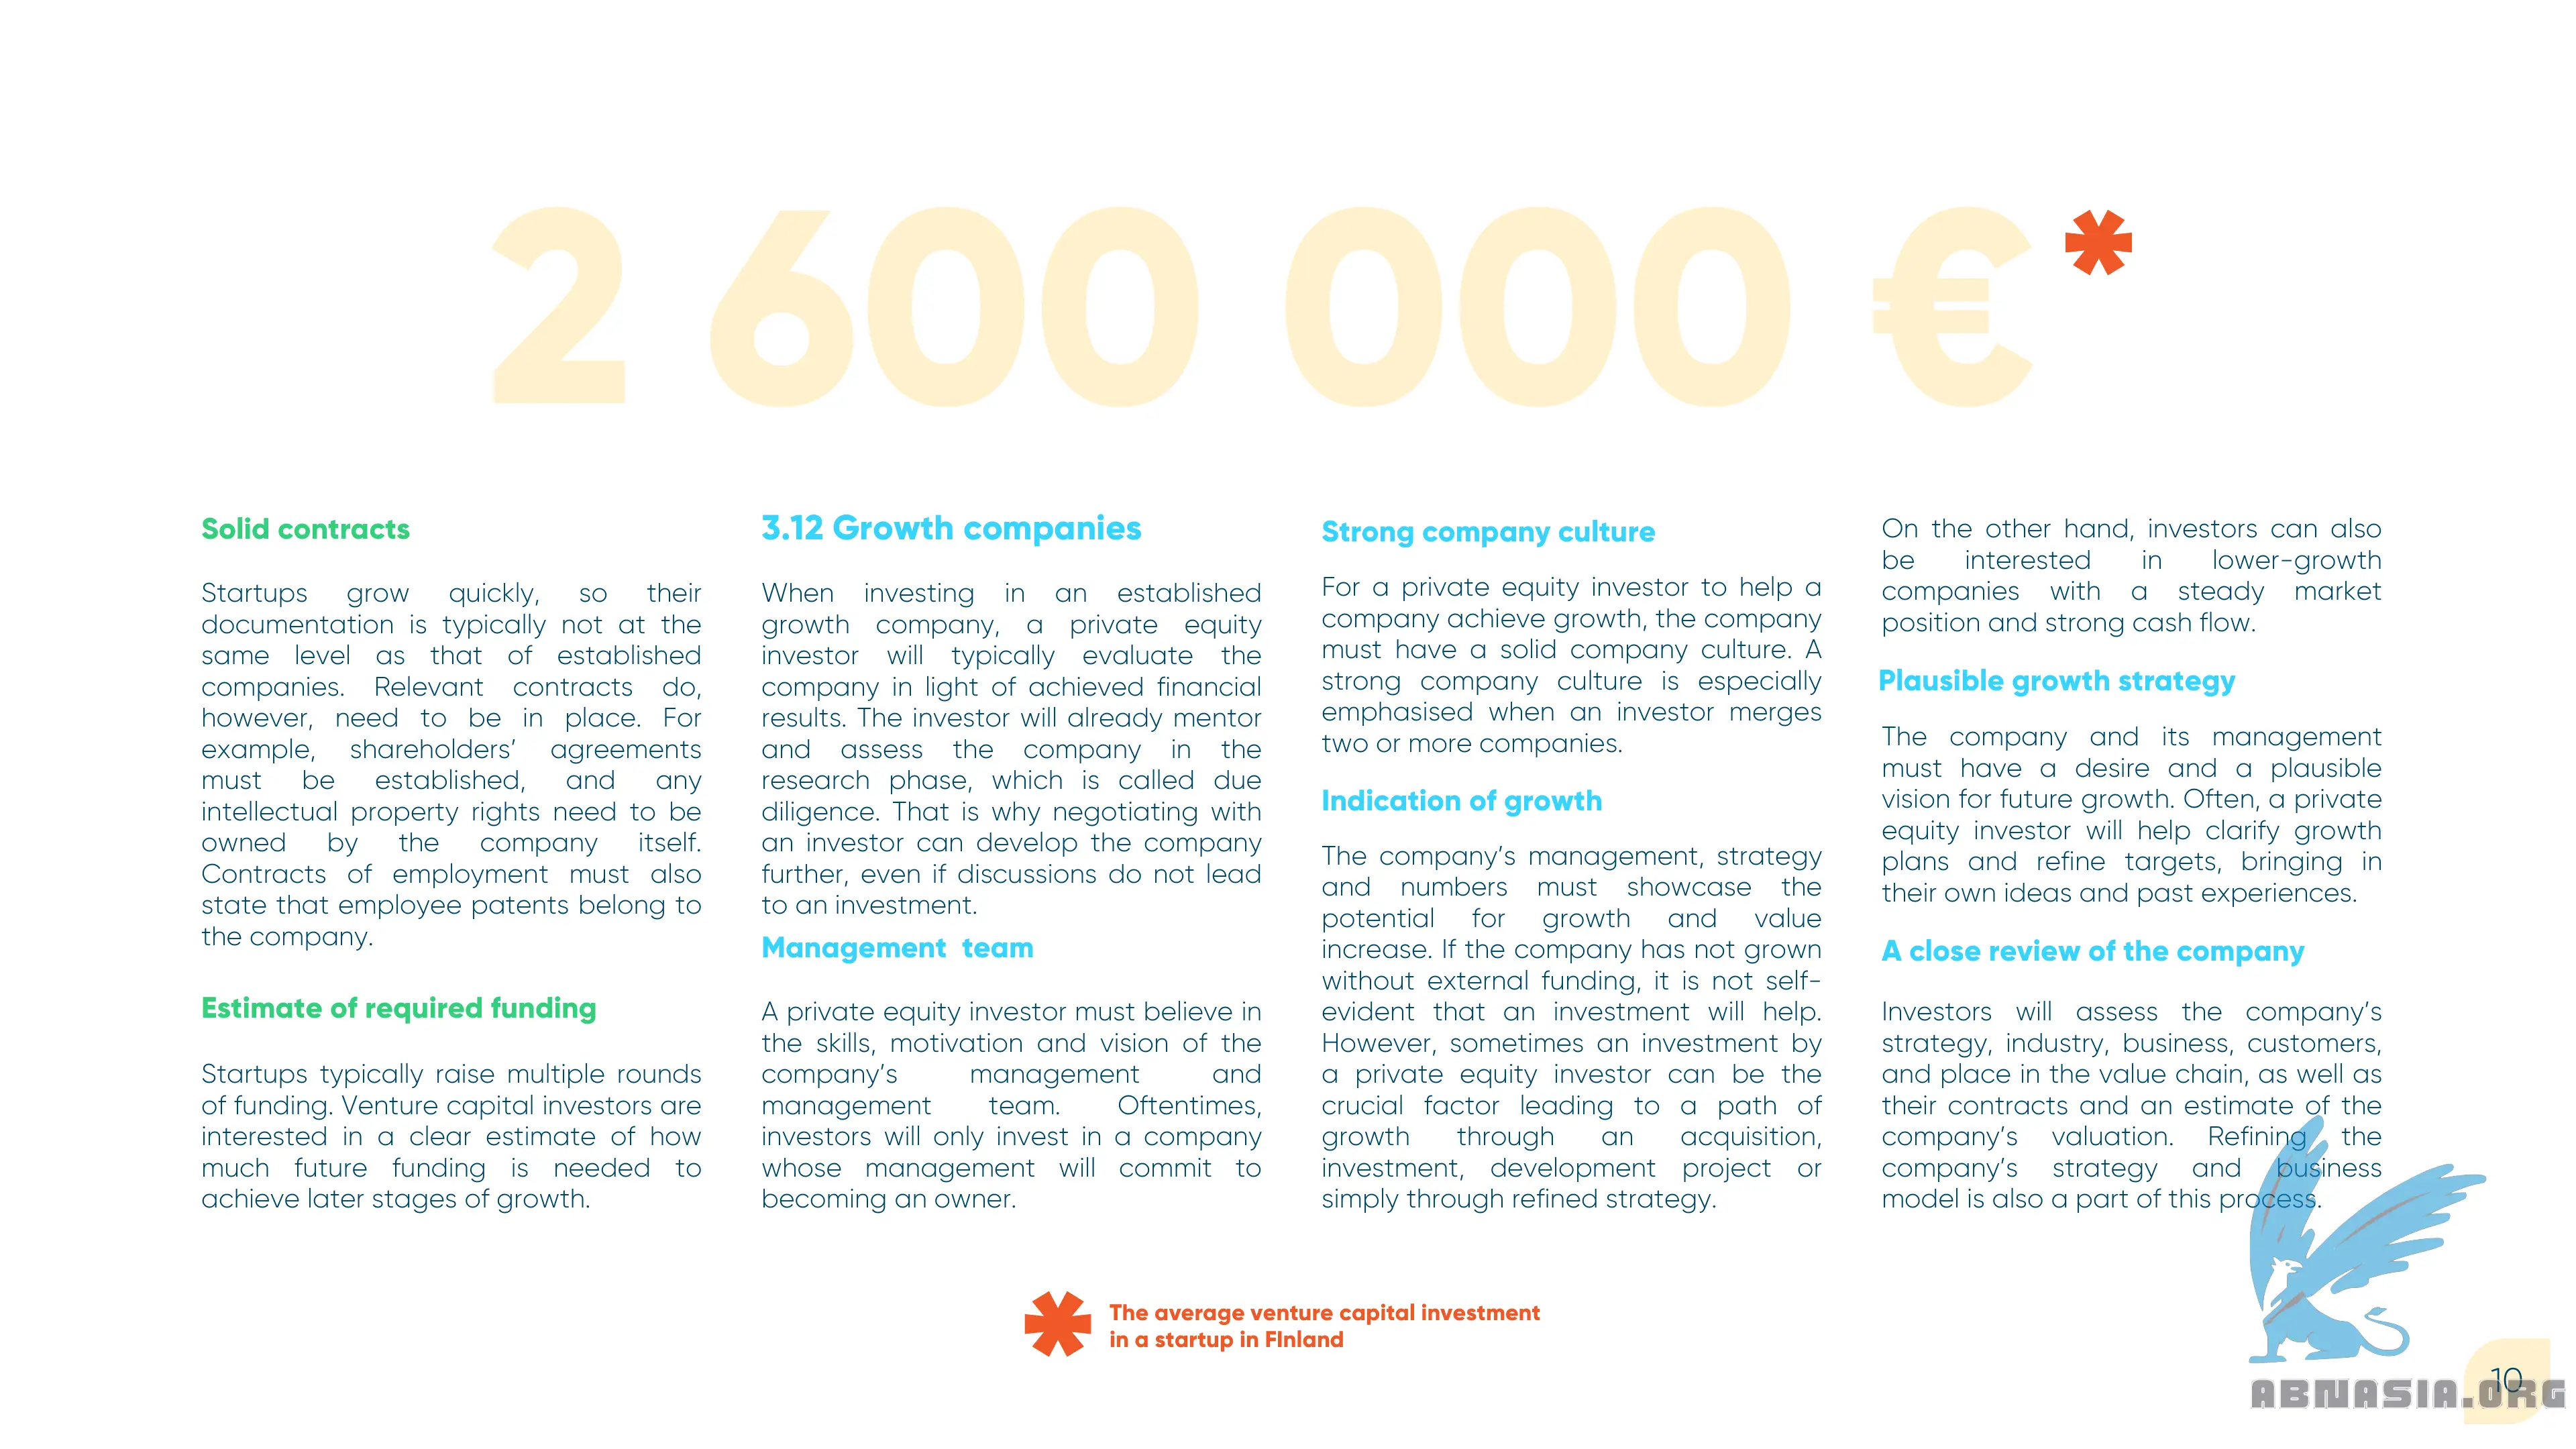 2 600 000 €*
Solid contracts
Startups grow quickly, so their
documentation is typically not at the
same level as that of established
companies. Relevant contracts do,
however, need to be in place. For
example, shareholders’ agreements
must be established, and any
intellectual property rights need to be
owned by the company itself.
Contracts of employment must also
state that employee patents belong to
the company.
Estimate of required funding
Startups typically raise multiple rounds
of funding. Venture capital investors are
interested in a clear estimate of how
much future funding is needed to
achieve later stages of growth.
3.12 Growth companies
When investing in an established
growth company, a private equity
investor will typically evaluate the
company in light of achieved financial
results. The investor will already mentor
and assess the company in the
research phase, which is called due
diligence. That is why negotiating with
an investor can develop the company
further, even if discussions do not lead
to an investment.
Management team
A private equity investor must believe in
the skills, motivation and vision of the
company’s management and
management team. Oftentimes,
investors will only invest in a company
whose management will commit to
becoming an owner.
Strong company culture
For a private equity investor to help a
company achieve growth, the company
must have a solid company culture. A
strong company culture is especially
emphasised when an investor merges
two or more companies.
Indication of growth
The company’s management, strategy
and numbers must showcase the
potential for growth and value
increase. If the company has not grown
without external funding, it is not self-
evident that an investment will help.
However, sometimes an investment by
a private equity investor can be the
crucial factor leading to a path of
growth through an acquisition,
investment, development project or
simply through refined strategy.
On the other hand, investors can also
be interested in lower-growth
companies with a steady market
position and strong cash flow.
Plausible growth strategy
The company and its management
must have a desire and a plausible
vision for future growth. Often, a private
equity investor will help clarify growth
plans and refine targets, bringing in
their own ideas and past experiences.
A close review of the company
Investors will assess the company’s
strategy, industry, business, customers,
and place in the value chain, as well as
their contracts and an estimate of the
company’s valuation. Refining the
company’s strategy and business
model is also a part of this process.
* The average venture capital investment
in a startup in FInland
10
ABNASIA.ORG